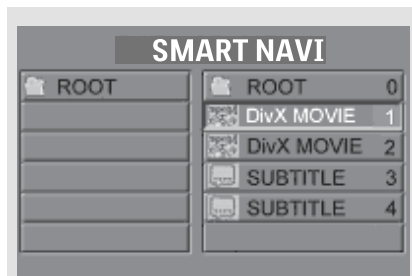 SMART NAVI
ROOT
ROOT 0
DivX MOVIE 1
DivX MOVIE 2
SUBTITLE 3
SUBTITLE 4